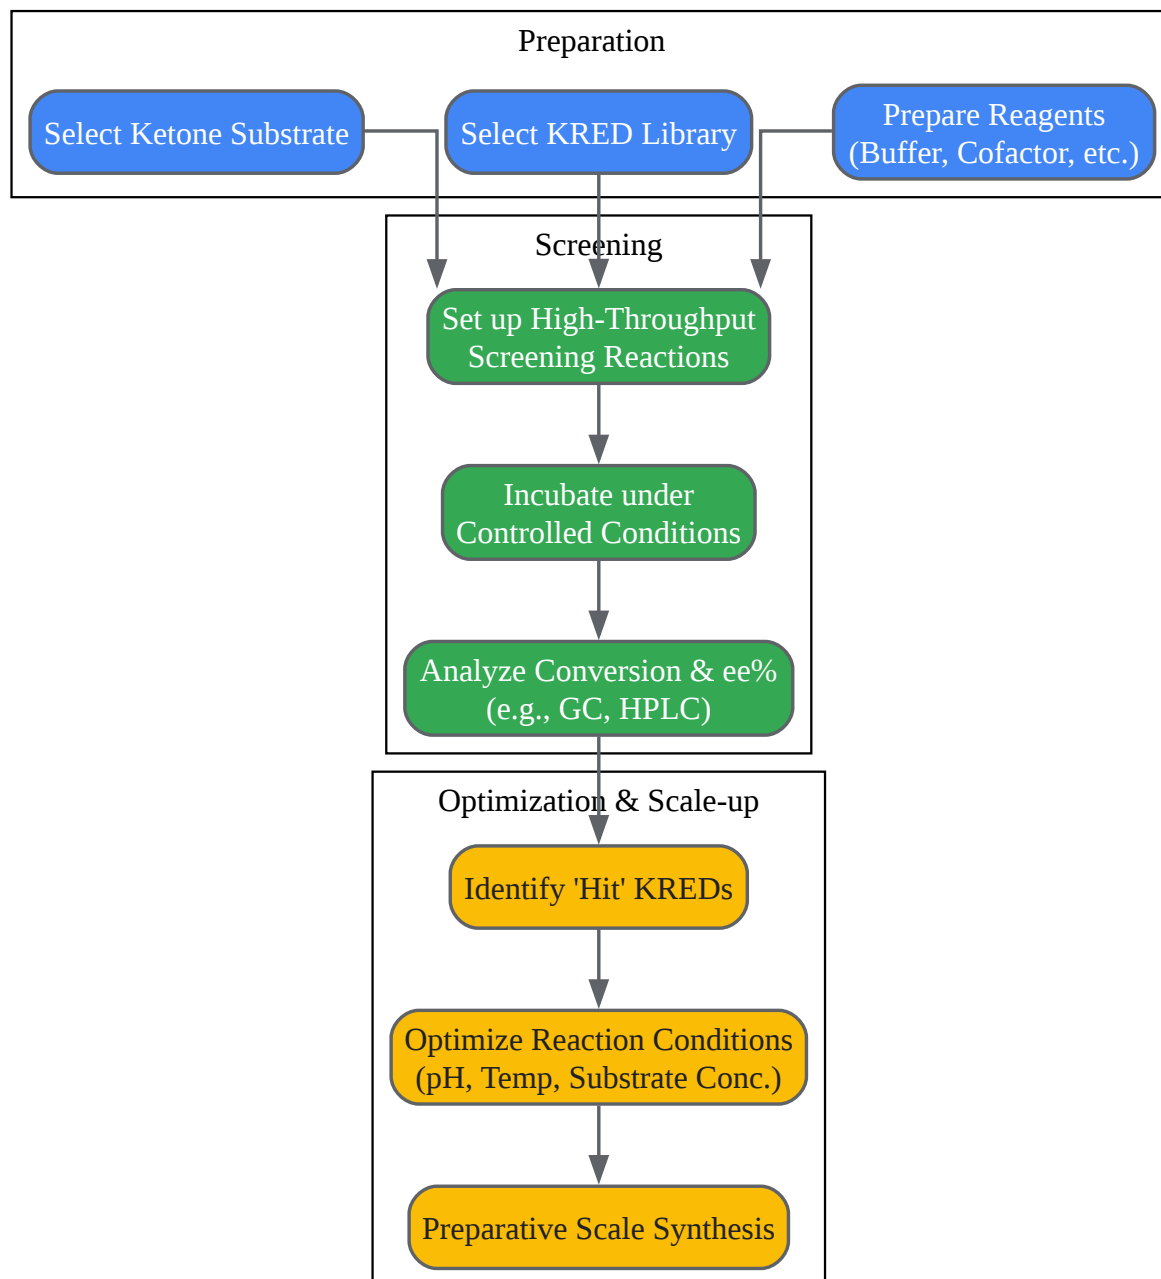 Preparation
Select Ketone Substrate
Select KRED Library
Prepare Reagents
(Buffer, Cofactor, etc.)
Screening
Set up High-Throughput
Screening Reactions
Incubate under
Controlled Conditions
Analyze Conversion & ee%
(e.g., GC, HPLC)
Optimization & Scale-up
Identify 'Hit' KREDs
Optimize Reaction Conditions
(pH, Temp, Substrate Conc.)
Preparative Scale Synthesis